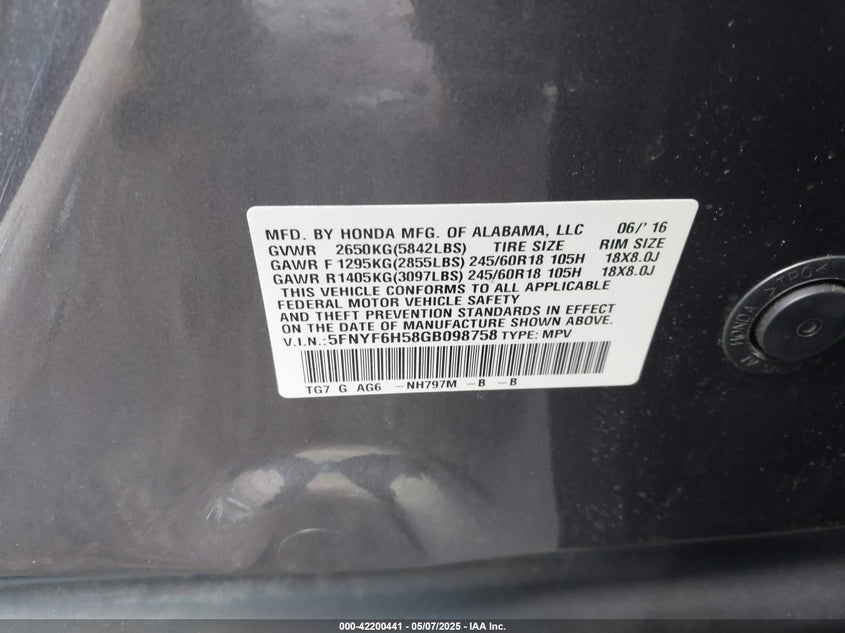 MFD. BY HONDA MFG. OF ALABAMA, LLC 06/'16
GVWR 2650KG(5842LBS) TIRE SIZE RIM SIZE
GAWR F 1295KG(2855LBS) 245/60R18 105H 18X8.0J
GAWR R 1405KG(3097LBS) 245/60R18 105H 18X8.0J
THIS VEHICLE CONFORMS TO ALL APPLICABLE
FEDERAL MOTOR VEHICLE SAFETY
AND THEFT PREVENTION STANDARDS IN EFFECT
ON THE DATE OF MANUFACTURE SHOWN ABOVE.
V.I.N.: 5FNYF6H58GB098758 TYPE: MPV
TG7 G AG6 -NH797M -B -B
HONDA
000-42200441 | 05/07/2025 - IAA Inc.